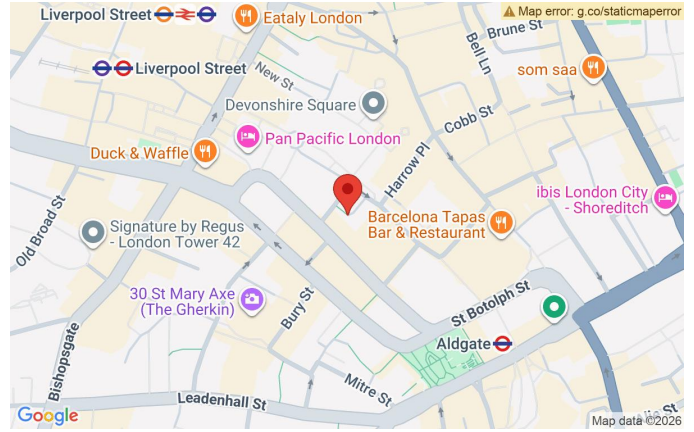 Liverpool Street
Eataly London
Map error: g.co/staticmaperror
Brune St
Bell Ln
som saa
Liverpool Street
New St
Devonshire Square
Cobb St
Pan Pacific London
Duck & Waffle
Harrow Pl
ibis London City
- Shoreditch
Old Broad St
Signature by Regus
- London Tower 42
Barcelona Tapas
Bar & Restaurant
30 St Mary Axe
(The Gherkin)
Bury St
St Botolph St
Aldgate
Bishopsgate
Mitre St
Leadenhall St
Google
Map data ©2026